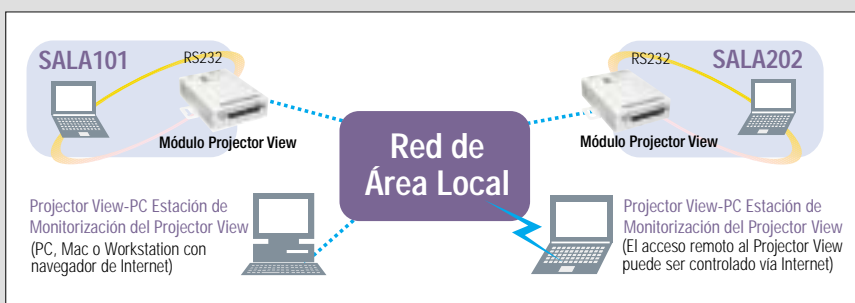 SALA101
RS232
Módulo Projector View
RS232
SALA202
Módulo Projector View
Red de
Área Local
Projector View-PC Estación de
Monitorización del Projector View
(PC, Mac o Workstation con
navegador de Internet)
Projector View-PC Estación de
Monitorización del Projector View
(El acceso remoto al Projector View
puede ser controlado vía Internet)